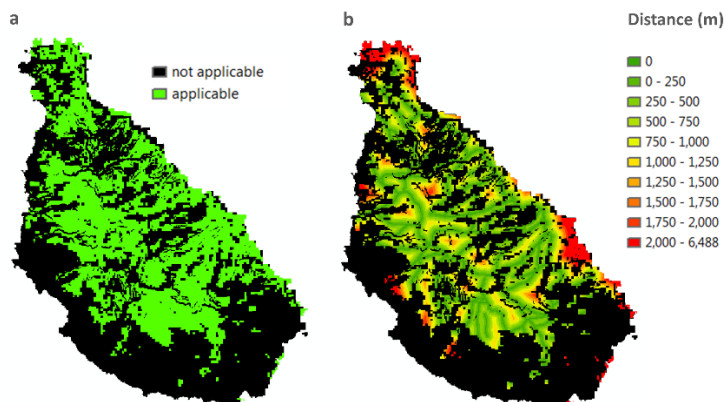 a
not applicable
applicable
b
Distance (m)
0
0 - 250
250 - 500
500 - 750
750 - 1,000
1,000 - 1,250
1,250 - 1,500
1,500 - 1,750
1,750 - 2,000
2,000 - 6,488